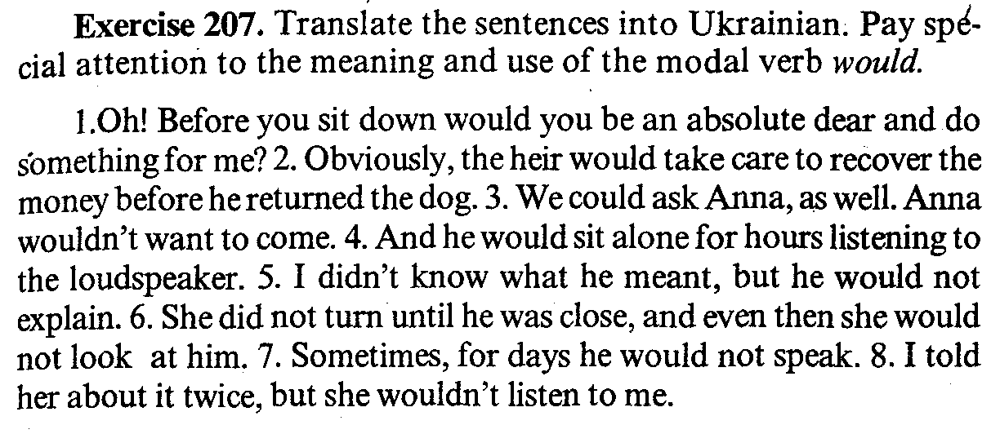 Exercise 207. Translate the sentences into Ukrainian. Pay spe-
cial attention to the meaning and use of the modal verb would.
1.Oh! Before you sit down would you be an absolute dear and do
something for me? 2. Obviously, the heir would take care to recover the
money before he returned the dog. 3. We could ask Anna, as well. Anna
wouldn't want to come. 4. And he would sit alone for hours listening to
the loudspeaker. 5. I didn't know what he meant, but he would not
explain. 6. She did not turn until he was close, and even then she would
not look at him. 7. Sometimes, for days he would not speak. 8. I told
her about it twice, but she wouldn't listen to me.